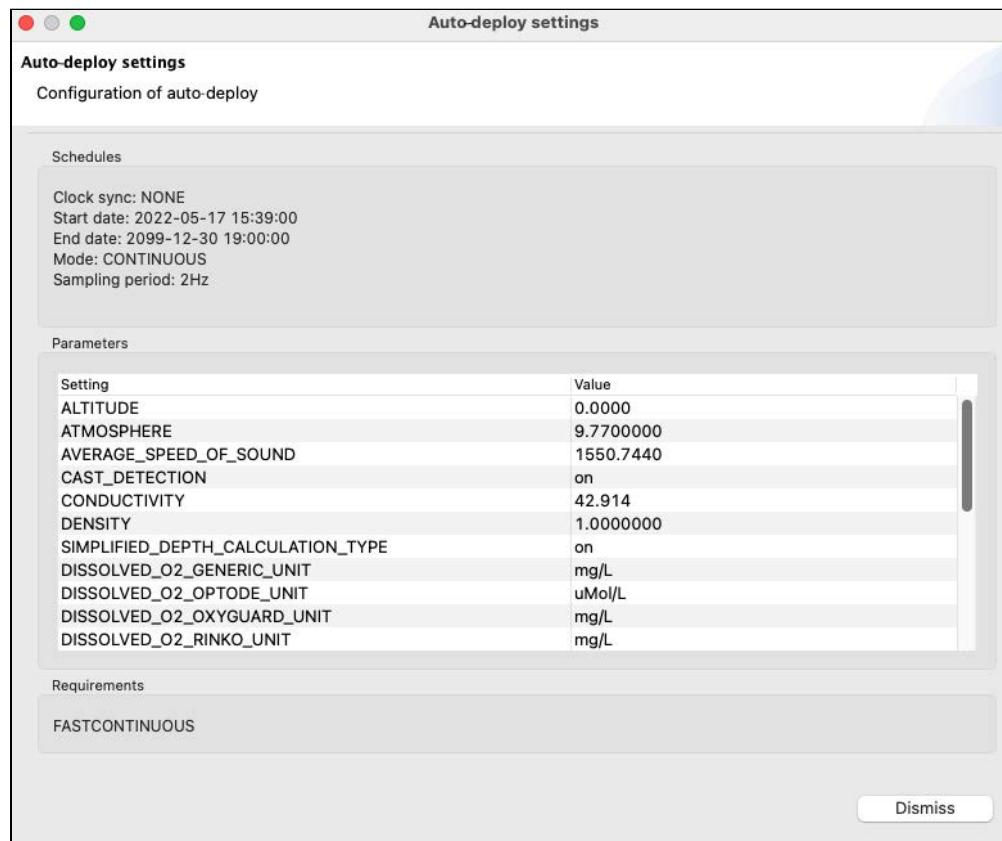 Auto-deploy settings
Auto-deploy settings
Configuration of auto-deploy
Schedules
Clock sync: NONE
Start date: 2022-05-17 15:39:00
End date: 2099-12-30 19:00:00
Mode: CONTINUOUS
Sampling period: 2Hz
Parameters
Setting Value
ALTITUDE 0.0000
ATMOSPHERE 9.7700000
AVERAGE_SPEED_OF_SOUND 1550.7440
CAST_DETECTION on
CONDUCTIVITY 42.914
DENSITY 1.0000000
SIMPLIFIED_DEPTH_CALCULATION_TYPE on
DISSOLVED_O2_GENERIC_UNIT mg/L
DISSOLVED_O2_OPTODE_UNIT uMol/L
DISSOLVED_O2_OXYGUARD_UNIT mg/L
DISSOLVED_O2_RINKO_UNIT mg/L
Requirements
FASTCONTINUOUS
Dismiss